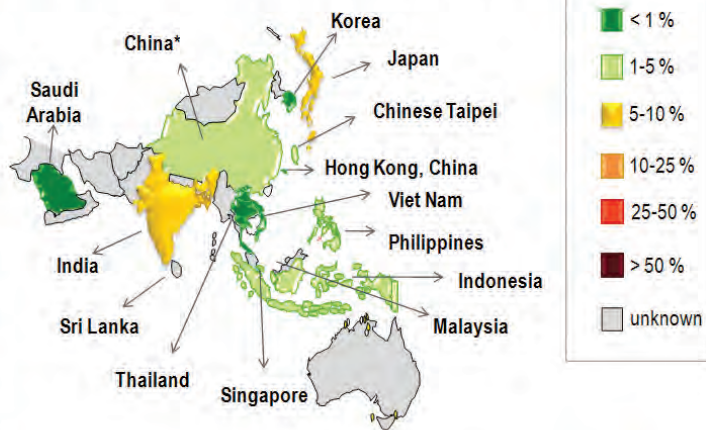 Korea
China*
Japan
Saudi
Arabia
Chinese Taipei
Hong Kong, China
Viet Nam
Philippines
India
Indonesia
Sri Lanka
Malaysia
Thailand
Singapore
< 1 %
1-5 %
5-10 %
10-25 %
25-50 %
> 50 %
unknown